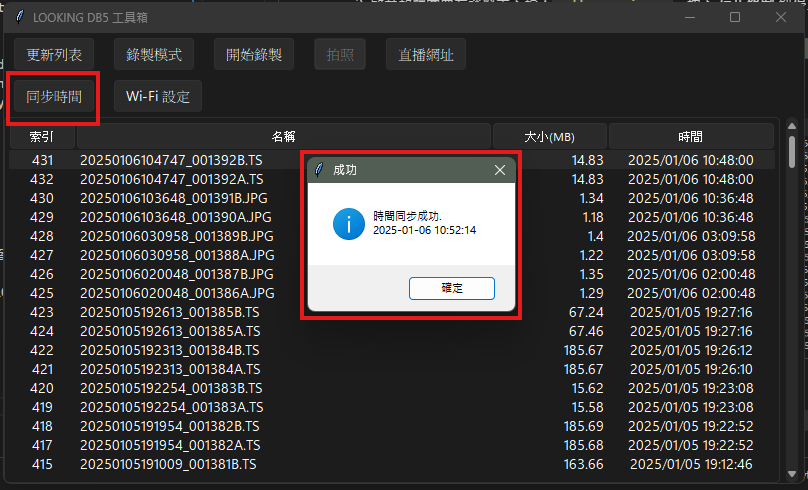 LOOKING DB5 工具箱
更新列表 錄製模式 開始錄製 拍照 直播網址
同步時間 Wi-Fi 設定
索引 名稱 大小(MB) 時間
431 20250106104747_001392B.TS 14.83 2025/01/06 10:48:00
432 20250106104747_001392A.TS 14.83 2025/01/06 10:48:00
430 20250106103648_001391B.JPG 1.34 2025/01/06 10:36:48
429 20250106103648_001390A.JPG 1.18 2025/01/06 10:36:48
428 20250106030958_001389B.JPG 1.4 2025/01/06 03:09:58
427 20250106030958_001388A.JPG 1.22 2025/01/06 03:09:58
426 20250106020048_001387B.JPG 1.35 2025/01/06 02:00:48
425 20250106020048_001386A.JPG 1.29 2025/01/06 02:00:48
423 20250105192613_001385B.TS 67.24 2025/01/05 19:27:16
424 20250105192613_001385A.TS 67.46 2025/01/05 19:27:16
422 20250105192313_001384B.TS 185.67 2025/01/05 19:26:12
421 20250105192313_001384A.TS 185.67 2025/01/05 19:26:10
420 20250105192254_001383B.TS 15.62 2025/01/05 19:23:08
419 20250105192254_001383A.TS 15.58 2025/01/05 19:23:08
418 20250105191954_001382B.TS 185.69 2025/01/05 19:22:52
417 20250105191954_001382A.TS 185.68 2025/01/05 19:22:52
415 20250105191009_001381B.TS 163.66 2025/01/05 19:12:46
成功
時間同步成功.
2025-01-06 10:52:14
確定